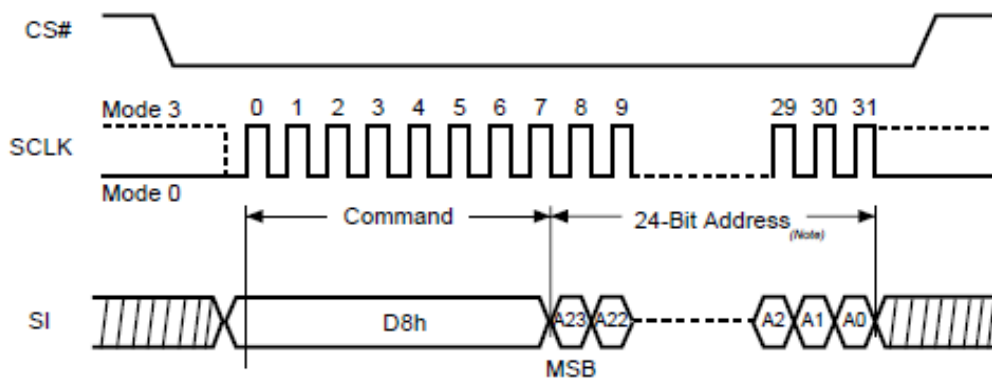 CS#
Mode 3 0 1 2 3 4 5 6 7 8 9 29 30 31
SCLK
Mode 0
Command 24-Bit Address (Note)
SI D8h A23 A22 A2 A1 A0
MSB